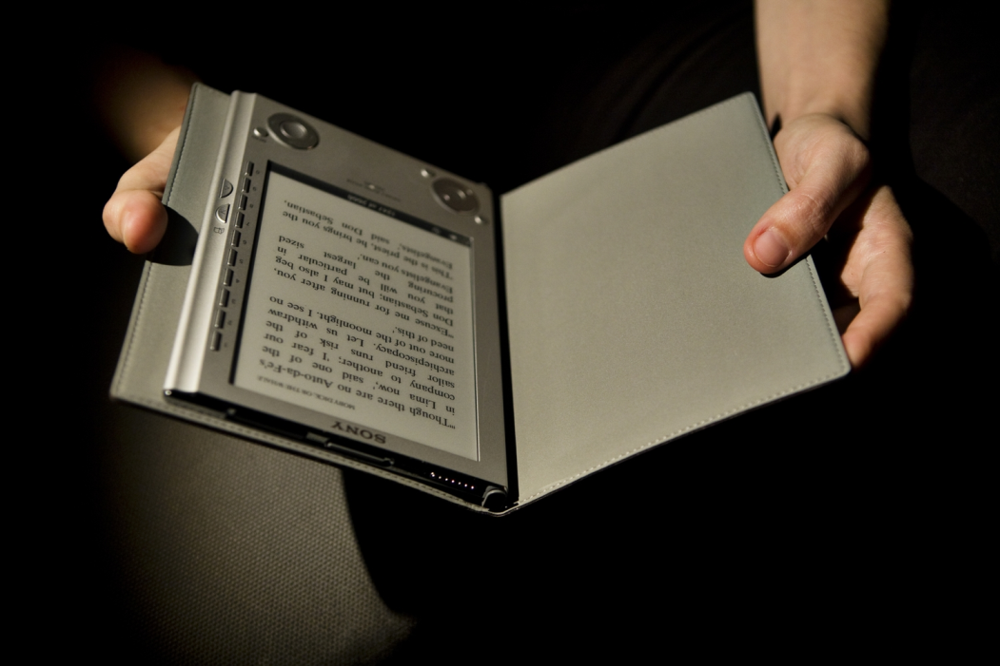 SONY
MOBY DICK; OR THE WHALE
"Though there are no Auto-da-Fe's
in Lima now,' said one of the
company to another; 'I fear our
sailor friend runs risk of the
archiepiscopacy. Let us withdraw
more out of the moonlight. I see no
need of this.'
"Excuse me for running after you,
Don Sebastian; but may I also beg
that you will be particular in
procuring the largest sized
Evangelists.'
'This is the priest, he brings you the
Evangelists,' said Don Sebastian,